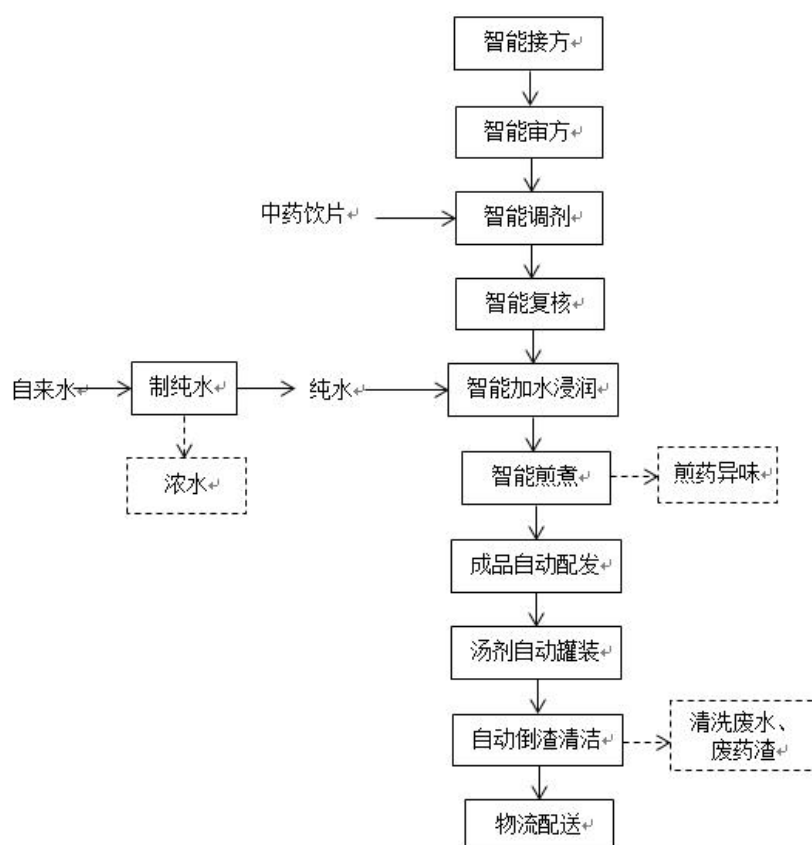 智能接方
智能审方
中药饮片
智能调剂
智能复核
自来水
制纯水
纯水
智能加水浸润
浓水
智能煎煮
煎药异味
成品自动配发
汤剂自动罐装
自动倒渣清洁
清洗废水、
废药渣
物流配送